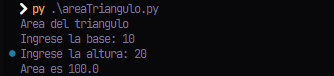 ❯ py .\areaTriangulo.py
Area del triangulo
Ingrese la base: 10
Ingrese la altura: 20
Area es 100.0